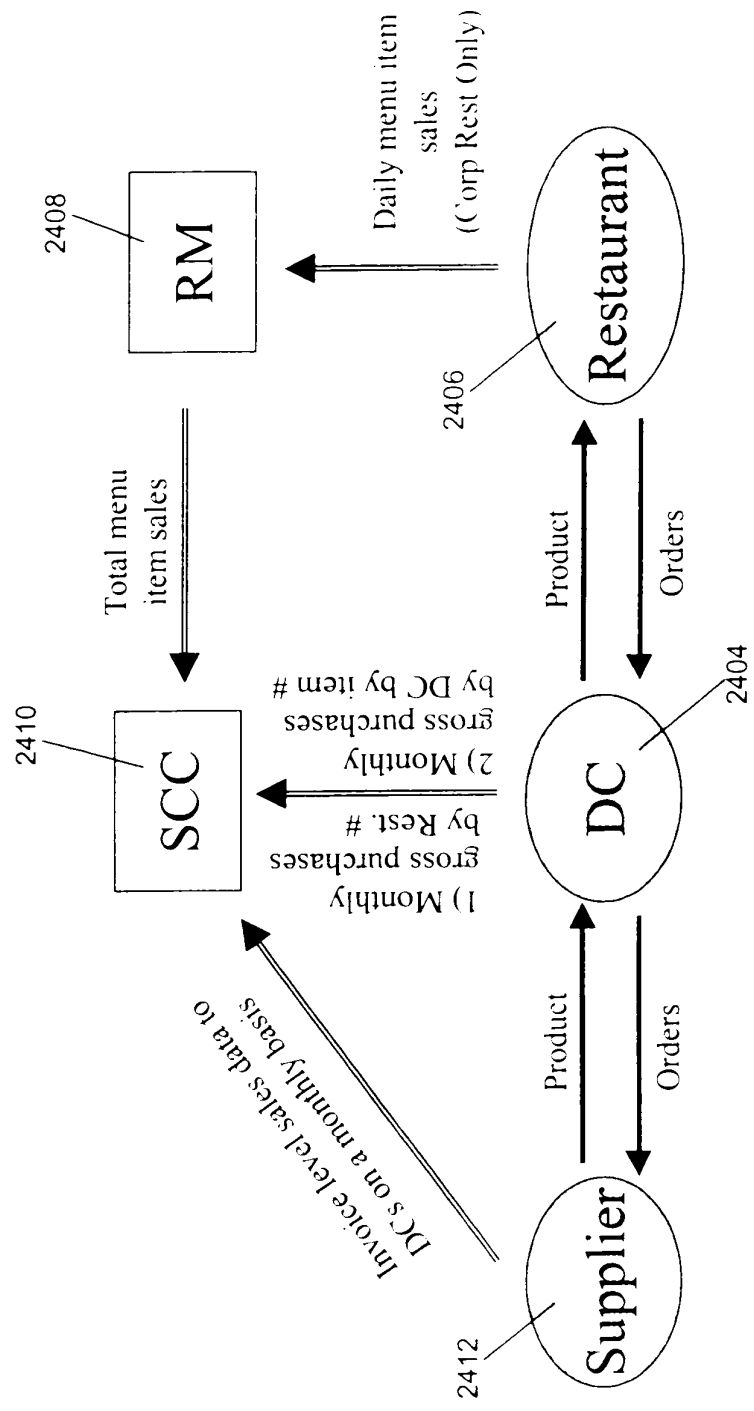 2410
SCC
Total menu
item sales
2408
RM
Invoice level sales data to
DCs on a monthly basis
1) Monthly
gross purchases
by Rest. #
2) Monthly
gross purchases
by DC by item #
Daily menu item
sales
(Corp Rest Only)
2412
Supplier
Product
Orders
DC
2404
Product
Orders
2406
Restaurant